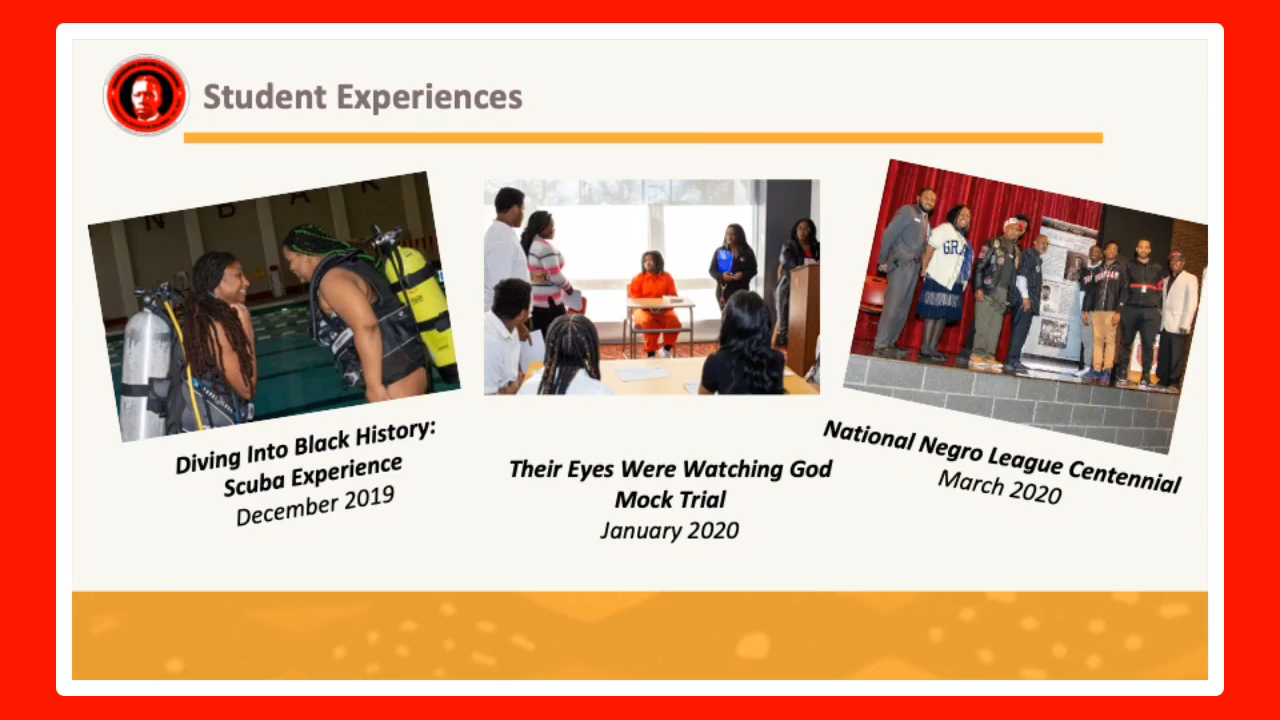 Student Experiences
N B A R
GRA
Diving Into Black History:
Scuba Experience
December 2019
Their Eyes Were Watching God
Mock Trial
January 2020
National Negro League Centennial
March 2020